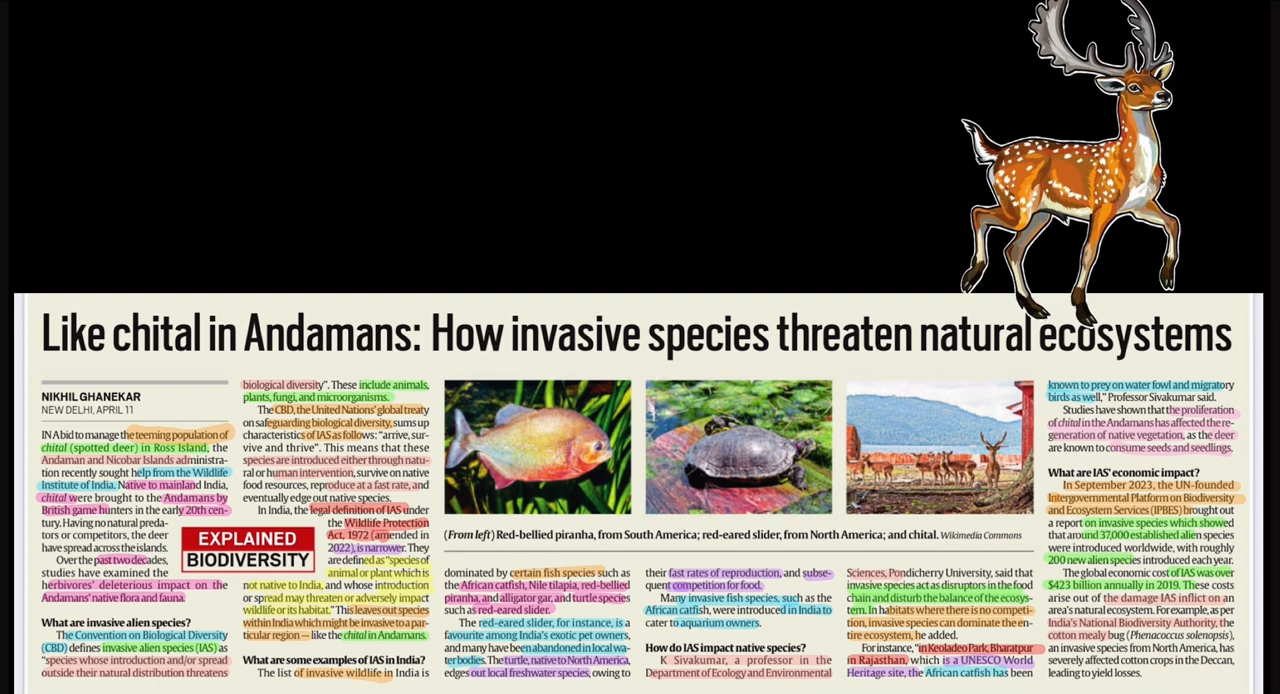 Like chital in Andamans: How invasive species threaten natural ecosystems
NIKHIL GHANEKAR
NEW DELHI, APRIL 11
IN A bid to manage the teeming population of
chital (spotted deer) in Ross Island, the
Andaman and Nicobar Islands administra-
tion recently sought help from the Wildlife
Institute of India. Native to mainland India,
chital were brought to the Andamans by
British game hunters in the early 20th cen-
tury. Having no natural preda-
tors or competitors, the deer
have spread across the islands.
Over the past two decades,
studies have examined the
herbivores' deleterious impact on the
Andamans' native flora and fauna.
What are invasive alien species?
The Convention on Biological Diversity
(CBD) defines invasive alien species (IAS) as
"species whose introduction and/or spread
outside their natural distribution threatens
biological diversity". These include animals,
plants, fungi, and microorganisms.
The CBD, the United Nations' global treaty
on safeguarding biological diversity, sums up
characteristics of IAS as follows: "arrive, sur-
vive and thrive". This means that these
species are introduced either through natu-
ral or human intervention, survive on native
food resources, reproduce at a fast rate, and
eventually edge out native species.
In India, the legal definition of IAS under
the Wildlife Protection
Act, 1972 (amended in
2022), is narrower. They
are defined as "species of
animal or plant which is
not native to India, and whose introduction
or spread may threaten or adversely impact
wildlife or its habitat." This leaves out species
within India which might be invasive to a par-
ticular region — like the chital in Andamans.
What are some examples of IAS in India?
The list of invasive wildlife in India is
EXPLAINED
BIODIVERSITY
(From left) Red-bellied piranha, from South America; red-eared slider, from North America; and chital. Wikimedia Commons
dominated by certain fish species such as
the African catfish, Nile tilapia, red-bellied
piranha, and alligator gar, and turtle species
such as red-eared slider.
The red-eared slider, for instance, is a
favourite among India's exotic pet owners,
and many have been abandoned in local wa-
ter bodies. The turtle, native to North America,
edges out local freshwater species, owing to
their fast rates of reproduction, and subse-
quent competition for food.
Many invasive fish species, such as the
African catfish, were introduced in India to
cater to aquarium owners.
How do IAS impact native species?
K Sivakumar, a professor in the
Department of Ecology and Environmental
Sciences, Pondicherry University, said that
invasive species act as disruptors in the food
chain and disturb the balance of the ecosys-
tem. In habitats where there is no competi-
tion, invasive species can dominate the en-
tire ecosystem, he added.
For instance, "in Keoladeo Park, Bharatpur
in Rajasthan, which is a UNESCO World
Heritage site, the African catfish has been
known to prey on water fowl and migratory
birds as well," Professor Sivakumar said.
Studies have shown that the proliferation
of chital in the Andamans has affected the re-
generation of native vegetation, as the deer
are known to consume seeds and seedlings.
What are IAS' economic impact?
In September 2023, the UN-founded
Intergovernmental Platform on Biodiversity
and Ecosystem Services (IPBES) brought out
a report on invasive species which showed
that around 37,000 established alien species
were introduced worldwide, with roughly
200 new alien species introduced each year.
The global economic cost of IAS was over
$423 billion annually in 2019. These costs
arise out of the damage IAS inflict on an
area's natural ecosystem. For example, as per
India's National Biodiversity Authority, the
cotton mealy bug (Phenacoccus solenopsis),
an invasive species from North America, has
severely affected cotton crops in the Deccan,
leading to yield losses.